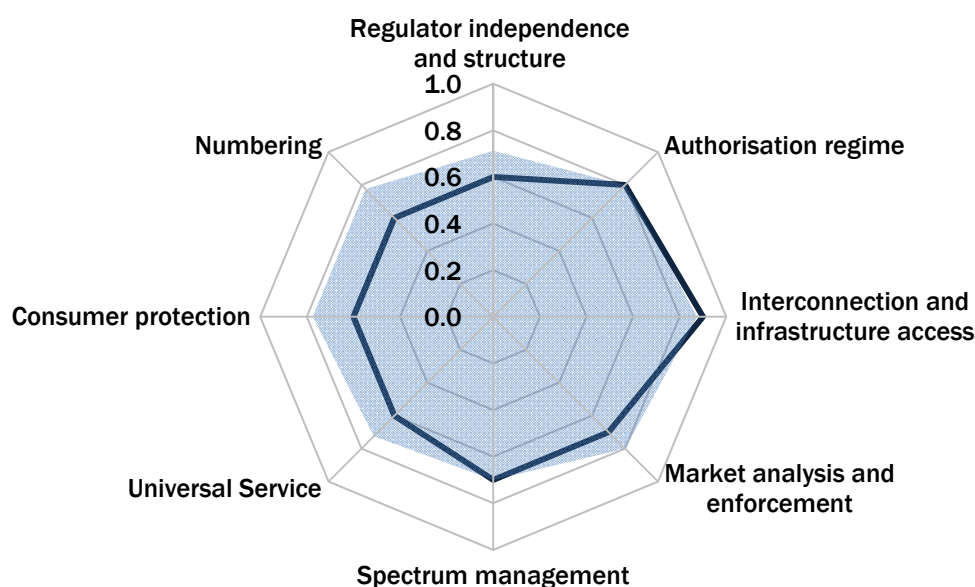 Regulator independence
and structure
1.0
Numbering
0.8
Authorisation regime
0.6
0.4
0.2
Consumer protection
0.0
Interconnection and
infrastructure access
Market analysis and
enforcement
Universal Service
Spectrum management